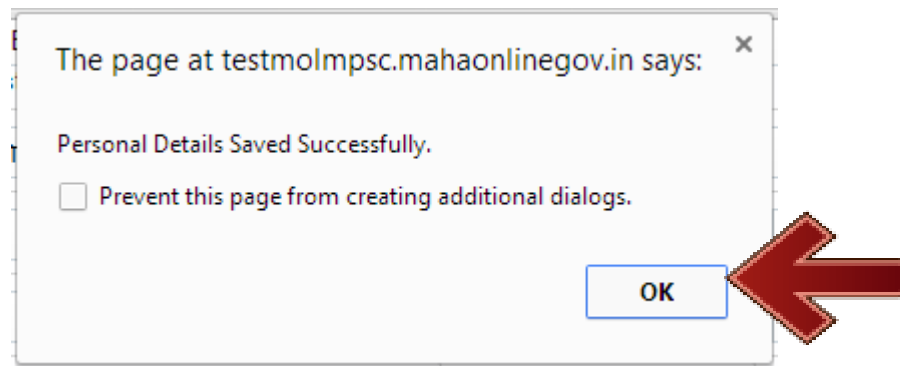 The page at testmolmpsc.mahaonlinegov.in says:
Personal Details Saved Successfully.
Prevent this page from creating additional dialogs.
OK